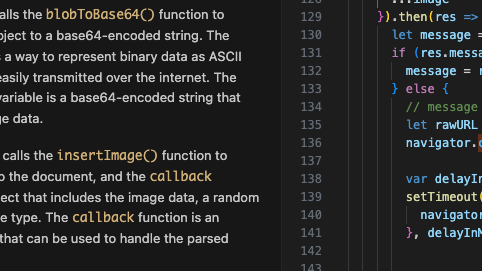 alls the blobToBase64() function to
bject to a base64-encoded string. The
s a way to represent binary data as ASCII
easily transmitted over the internet. The
variable is a base64-encoded string that
ge data.
calls the insertImage() function to
o the document, and the callback
ect that includes the image data, a random
e type. The callback function is an
that can be used to handle the parsed
...image
129 }).then(res =>
130 let message =
131 if (res.messa
132 message = r
133 } else {
134 // message
135 let rawURL
136 navigator.c
137
138 var delayIn
139 setTimeout(
140 navigator
141 }, delayInM
142
143